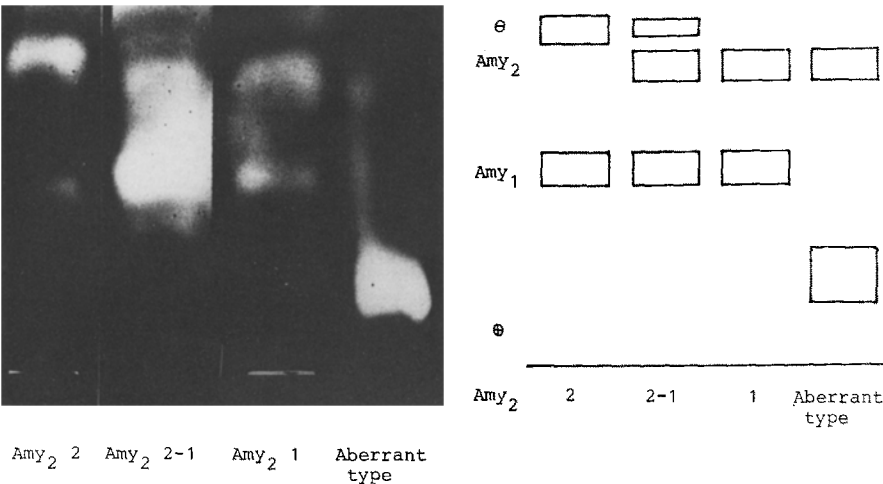 ⊖
Amy₂
Amy₁
⊕
Amy₂ 2 2-1 1 Aberrant type
Amy₂ 2 Amy₂ 2-1 Amy₂ 1 Aberrant type